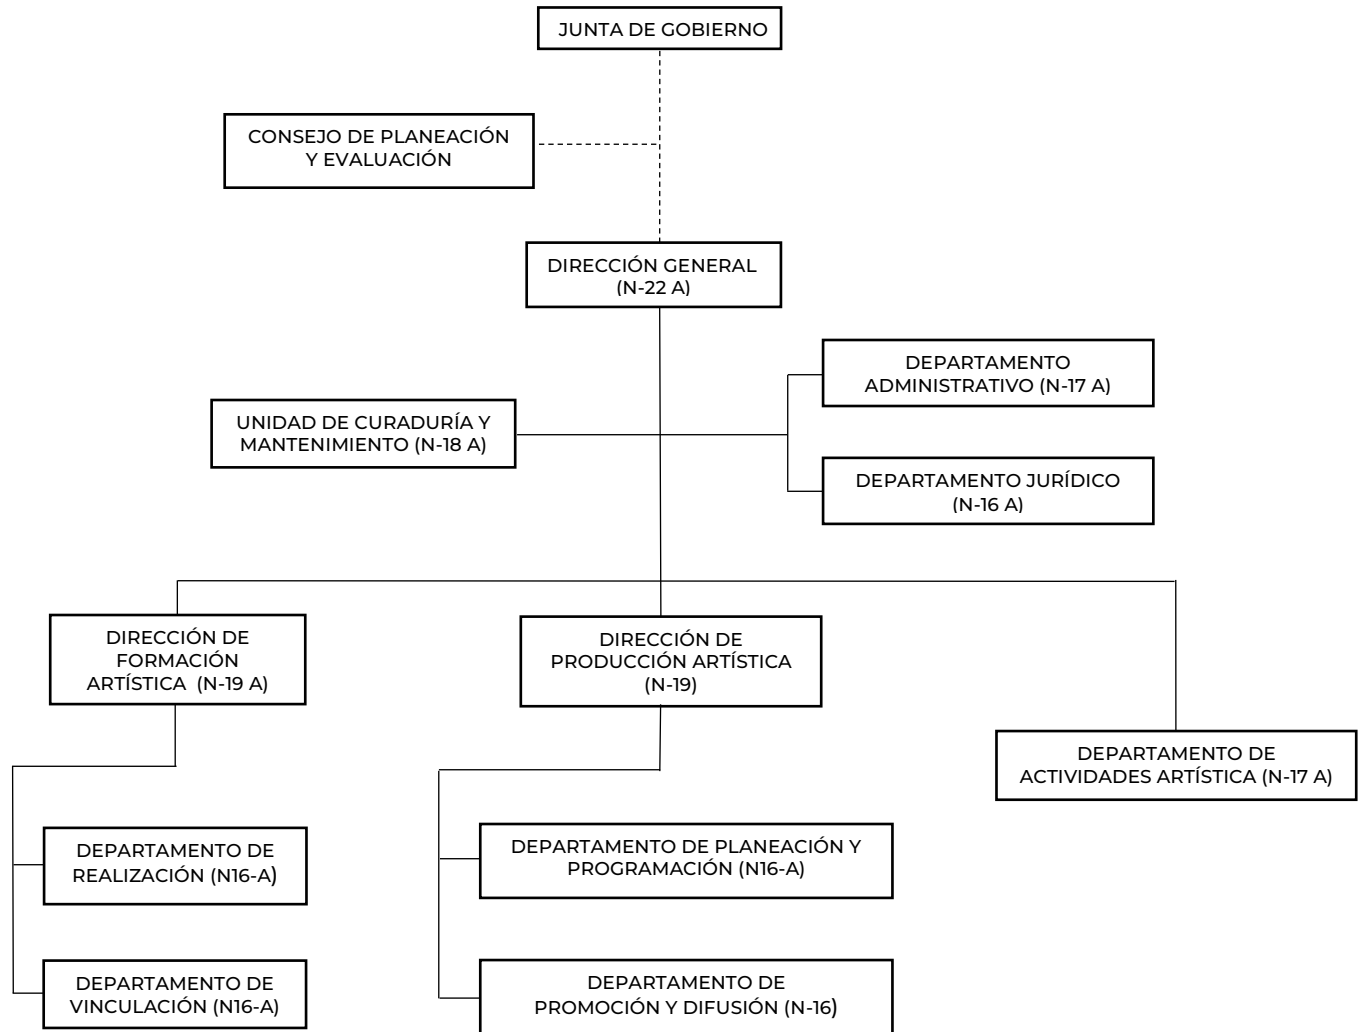 JUNTA DE GOBIERNO
CONSEJO DE PLANEACIÓN
Y EVALUACIÓN
DIRECCIÓN GENERAL
(N-22 A)
DEPARTAMENTO
ADMINISTRATIVO (N-17 A)
UNIDAD DE CURADURÍA Y
MANTENIMIENTO (N-18 A)
DEPARTAMENTO JURÍDICO
(N-16 A)
DIRECCIÓN DE
FORMACIÓN
ARTÍSTICA (N-19 A)
DIRECCIÓN DE
PRODUCCIÓN ARTÍSTICA
(N-19)
DEPARTAMENTO DE
ACTIVIDADES ARTÍSTICA (N-17 A)
DEPARTAMENTO DE
REALIZACIÓN (N16-A)
DEPARTAMENTO DE PLANEACIÓN Y
PROGRAMACIÓN (N16-A)
DEPARTAMENTO DE
VINCULACIÓN (N16-A)
DEPARTAMENTO DE
PROMOCIÓN Y DIFUSIÓN (N-16)